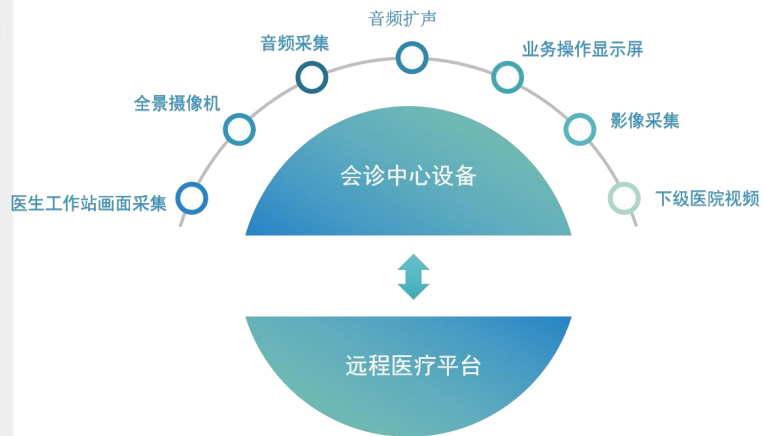 音频扩声
音频采集
业务操作显示屏
全景摄像机
影像采集
医生工作站画面采集
下级医院视频
会诊中心设备
远程医疗平台